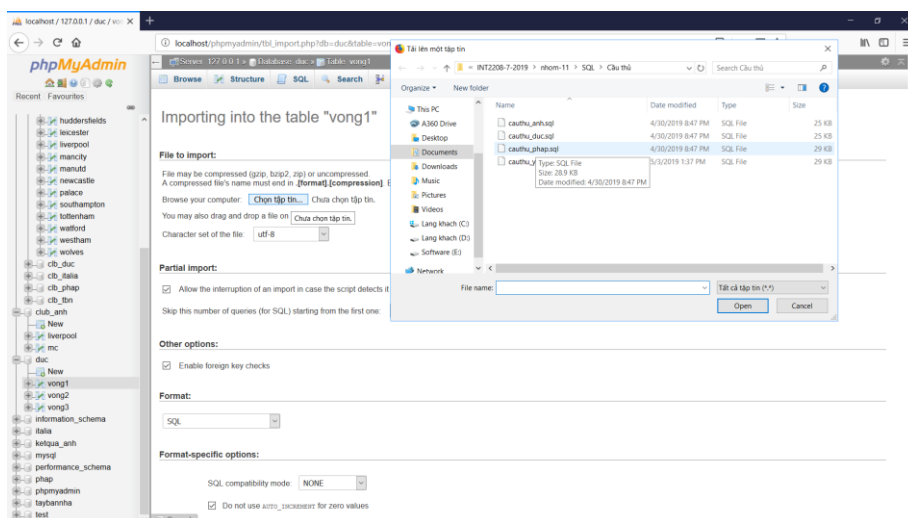 localhost / 127.0.0.1 / duc / von
localhost/phpmyadmin/tbl_import.php?db=duc&table=von
phpMyAdmin
Recent Favourites
huddersfields
leicester
liverpool
mancity
manutd
newcastle
palace
southampton
tottenham
watford
westham
wolves
clb_duc
clb_italia
clb_phap
clb_tbn
club_anh
New
liverpool
mc
duc
New
vong1
vong2
vong3
information_schema
italia
ketqua_anh
mysql
performance_schema
phap
phpmyadmin
taybannha
test
Server: 127.0.0.1 » Database: duc » Table: vong1
Browse Structure SQL Search
Importing into the table "vong1"
File to import:
File may be compressed (gzip, bzip2, zip) or uncompressed.
A compressed file's name must end in .[format].[compression]. E
Browse your computer: Chọn tập tin... Chưa chọn tập tin.
You may also drag and drop a file on
Chưa chọn tập tin.
Character set of the file: utf-8
Partial import:
Allow the interruption of an import in case the script detects it
Skip this number of queries (for SQL) starting from the first one:
Other options:
Enable foreign key checks
Format:
SQL
Format-specific options:
SQL compatibility mode: NONE
Do not use AUTO_INCREMENT for zero values
Tải lên một tập tin
« INT2208-7-2019 > nhom-11 > SQL > Cầu thủ
Search Cầu thủ
Organize New folder
This PC
A360 Drive
Desktop
Documents
Downloads
Music
Pictures
Videos
Lang khach (C:)
Lang khach (D:)
Software (E:)
Network
Name Date modified Type Size
cauthu_anh.sql 4/30/2019 8:47 PM SQL File 25 KB
cauthu_duc.sql 4/30/2019 8:47 PM SQL File 25 KB
cauthu_phap.sql 4/30/2019 8:47 PM SQL File 29 KB
cauthu_y 5/3/2019 1:37 PM SQL File 29 KB
Type: SQL File
Size: 28.9 KB
Date modified: 4/30/2019 8:47 PM
File name:
Tất cả tập tin (*.*)
Open Cancel